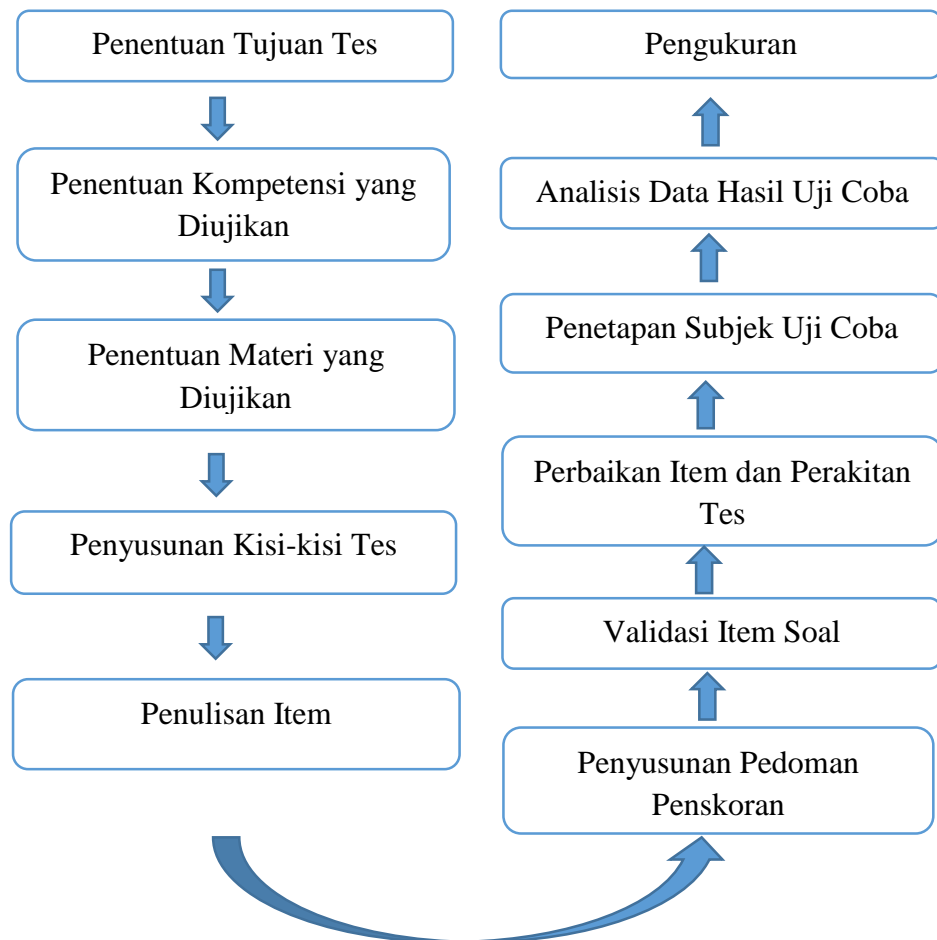 Penentuan Tujuan Tes
Penentuan Kompetensi yang
Diujikan
Penentuan Materi yang
Diujikan
Penyusunan Kisi-kisi Tes
Penulisan Item
Penyusunan Pedoman
Penskoran
Validasi Item Soal
Perbaikan Item dan Perakitan
Tes
Penetapan Subjek Uji Coba
Analisis Data Hasil Uji Coba
Pengukuran